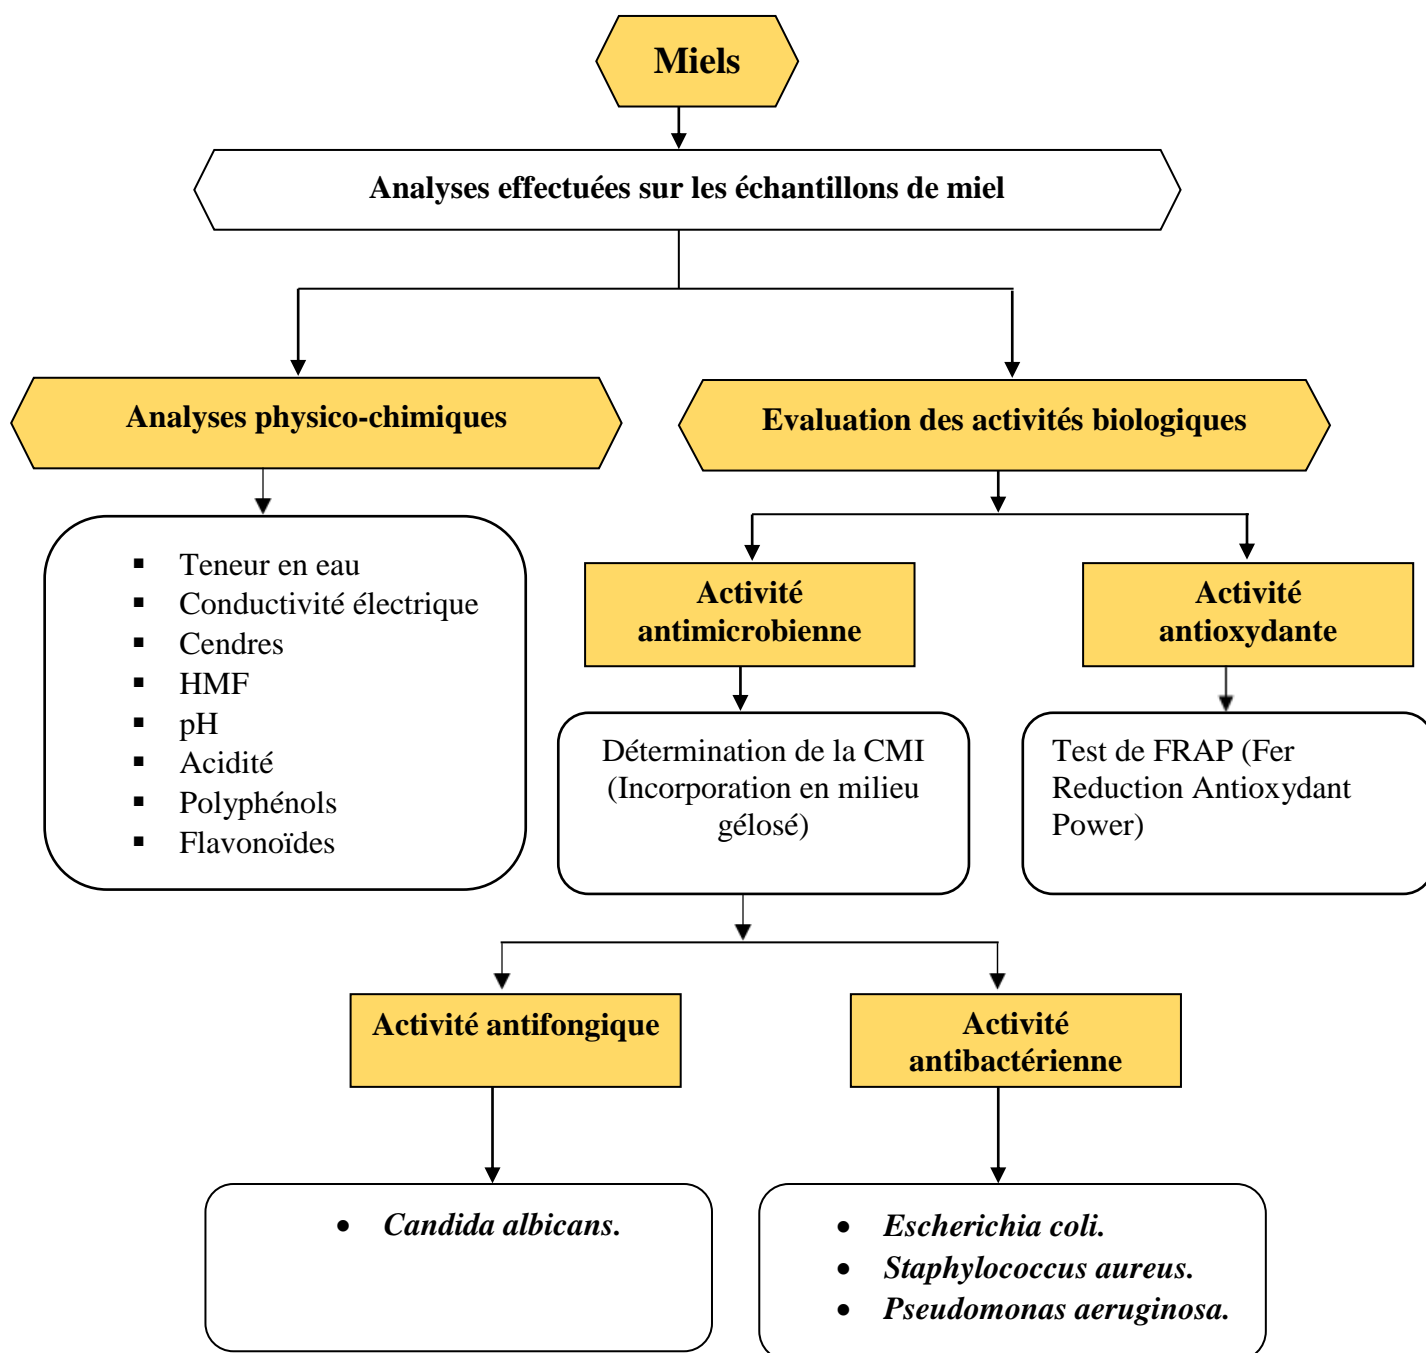 Miels
Analyses effectuées sur les échantillons de miel
Analyses physico-chimiques
Evaluation des activités biologiques
▪ Teneur en eau
▪ Conductivité électrique
▪ Cendres
▪ HMF
▪ pH
▪ Acidité
▪ Polyphénols
▪ Flavonoïdes
Activité
antimicrobienne
Activité
antioxydante
Détermination de la CMI
(Incorporation en milieu
gélosé)
Test de FRAP (Fer
Reduction Antioxydant
Power)
Activité antifongique
Activité
antibactérienne
• Candida albicans.
• Escherichia coli.
• Staphylococcus aureus.
• Pseudomonas aeruginosa.